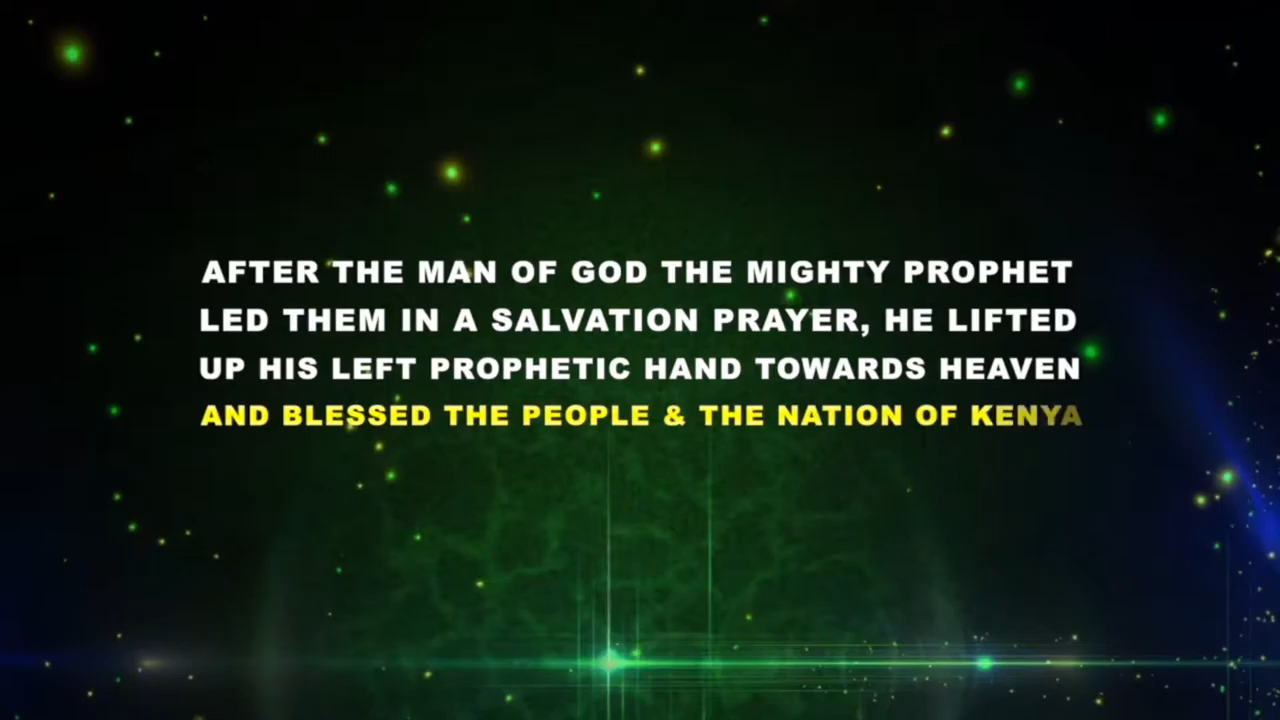 AFTER THE MAN OF GOD THE MIGHTY PROPHET
LED THEM IN A SALVATION PRAYER, HE LIFTED
UP HIS LEFT PROPHETIC HAND TOWARDS HEAVEN
AND BLESSED THE PEOPLE & THE NATION OF KENYA